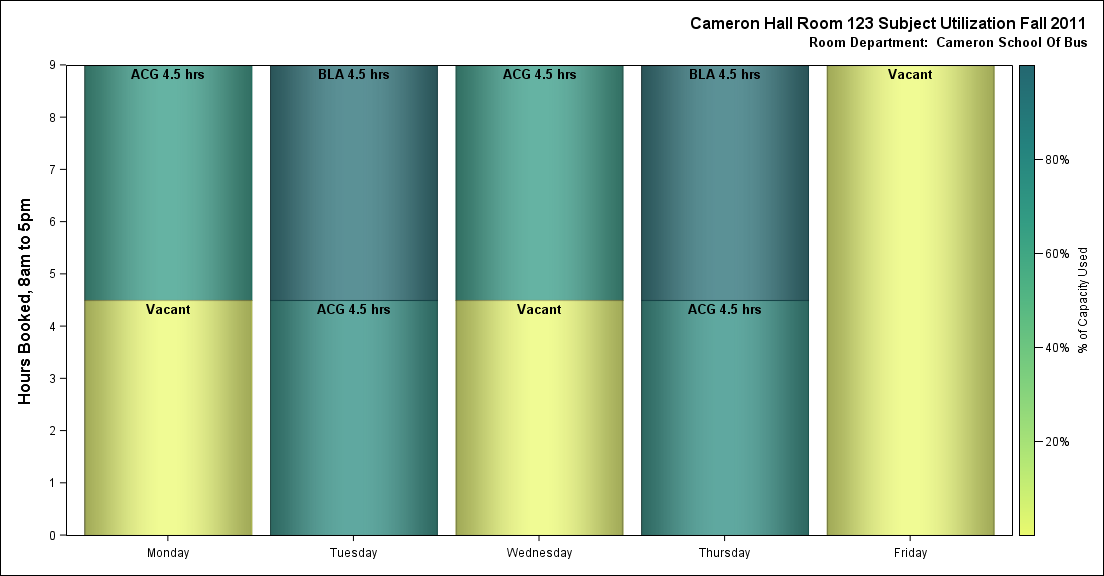 Cameron Hall Room 123 Subject Utilization Fall 2011
Room Department:  Cameron School Of Bus
Hours Booked, 8am to 5pm
9
8
7
6
5
4
3
2
1
0
ACG 4.5 hrs
Vacant
BLA 4.5 hrs
ACG 4.5 hrs
ACG 4.5 hrs
Vacant
BLA 4.5 hrs
ACG 4.5 hrs
Vacant
Monday
Tuesday
Wednesday
Thursday
Friday
80%
60%
40%
20%
% of Capacity Used